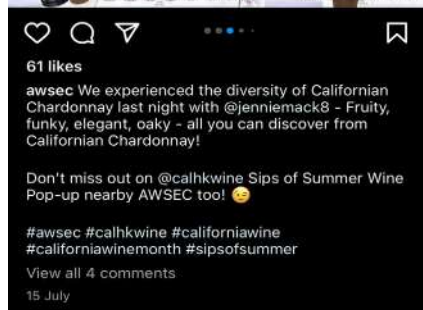 61 likes
awsec We experienced the diversity of Californian
Chardonnay last night with @jenniemack8 - Fruity,
funky, elegant, oaky - all you can discover from
Californian Chardonnay!
Don't miss out on @calhkwine Sips of Summer Wine
Pop-up nearby AWSEC too! 😉
#awsec #calhkwine #californiawine
#californiawinemonth #sipsofsummer
View all 4 comments
15 July